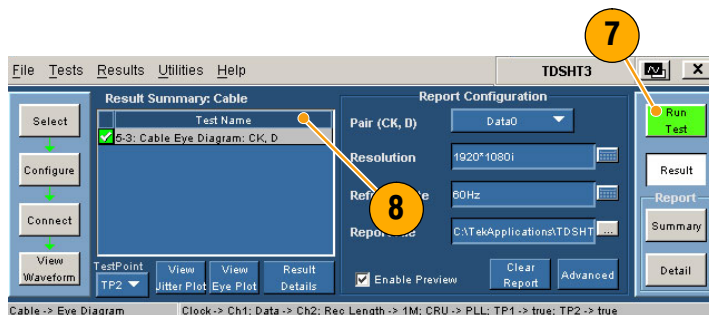 7
File Tests Results Utilities Help TDSHT3 X
Result Summary: Cable
Report Configuration
Select
Test Name
Pair (CK, D) Data0
Run Test
5-3: Cable Eye Diagram: CK, D
Configure
Resolution 1920*1080i
Result
8
60Hz
Report
Connect
C:\TekApplications\TDSHT ...
Summary
View Waveform
TestPoint
TP2
View Jitter Plot
View Eye Plot
Result Details
Enable Preview
Clear Report
Advanced
Detail
Cable -> Eye Diagram Clock-> Ch1; Data -> Ch2; Rec Length -> 1M; CRU -> PLL; TP1 -> true; TP2 -> true